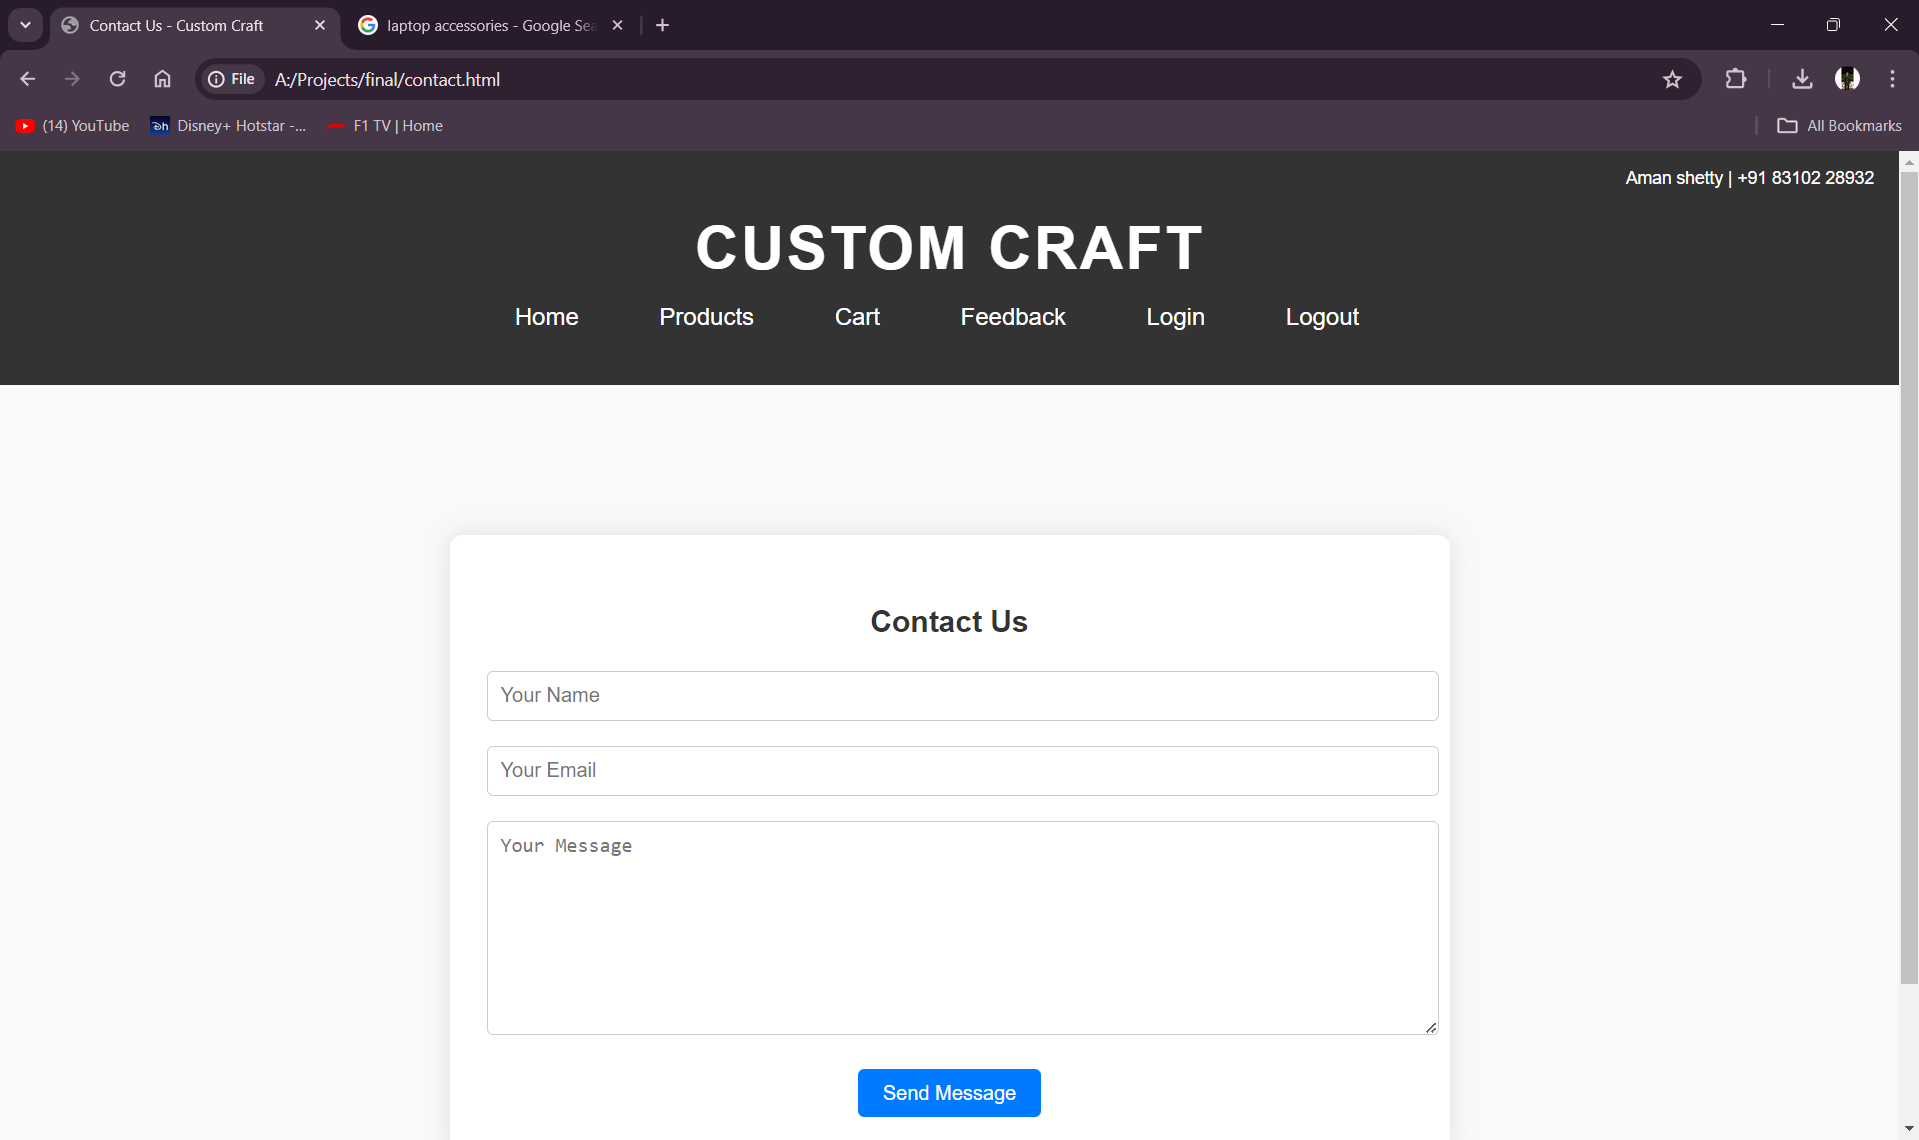 Contact Us - Custom Craft
laptop accessories - Google Sea
File
A:/Projects/final/contact.html
(14) YouTube
Disney+ Hotstar -...
F1 TV | Home
All Bookmarks
Aman shetty | +91 83102 28932
CUSTOM CRAFT
Home
Products
Cart
Feedback
Login
Logout
Contact Us
Your Name
Your Email
Your Message
Send Message